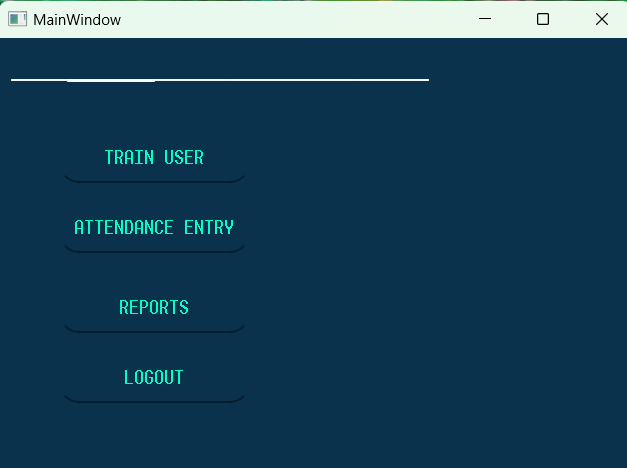 MainWindow
TRAIN USER
ATTENDANCE ENTRY
REPORTS
LOGOUT